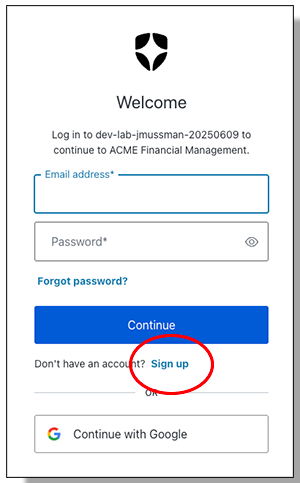 Welcome
Log in to dev-lab-jmussman-20250609 to
continue to ACME Financial Management.
Email address*
Password*
Forgot password?
Continue
Don't have an account? Sign up
OR
Continue with Google